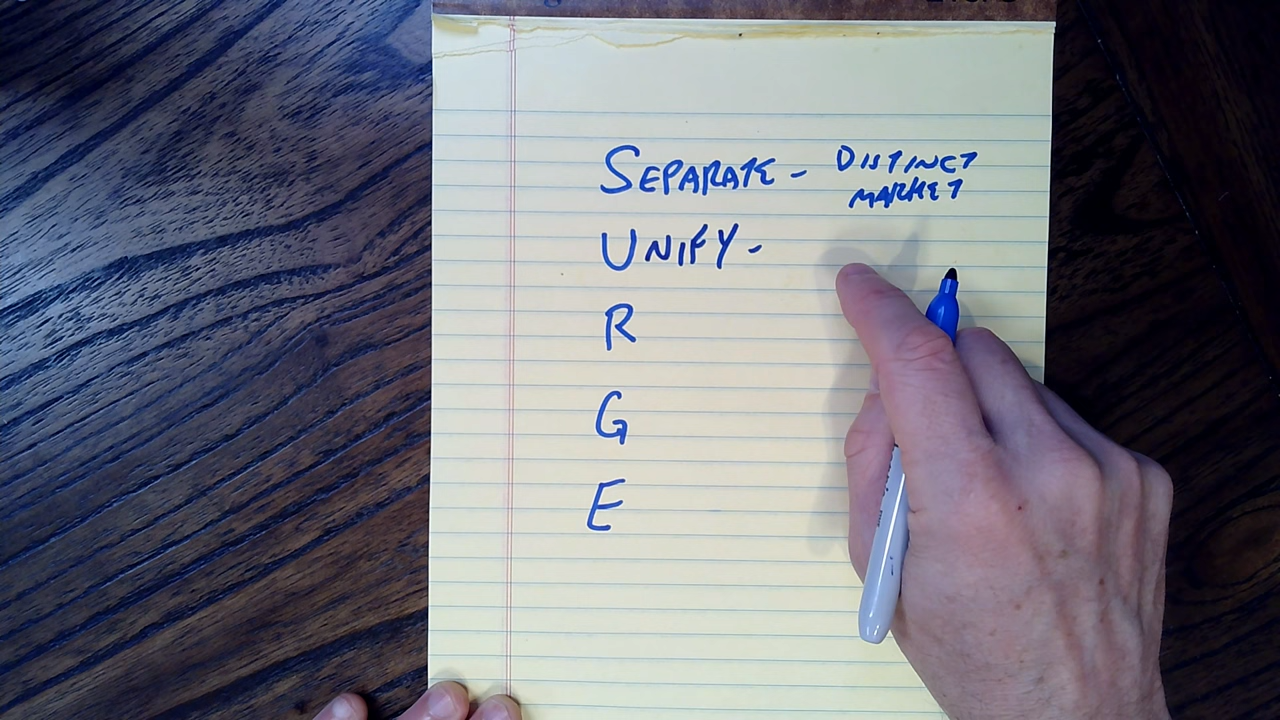 SEPARATE - DISTINCT
MARKET
UNIFY -
R
G
E